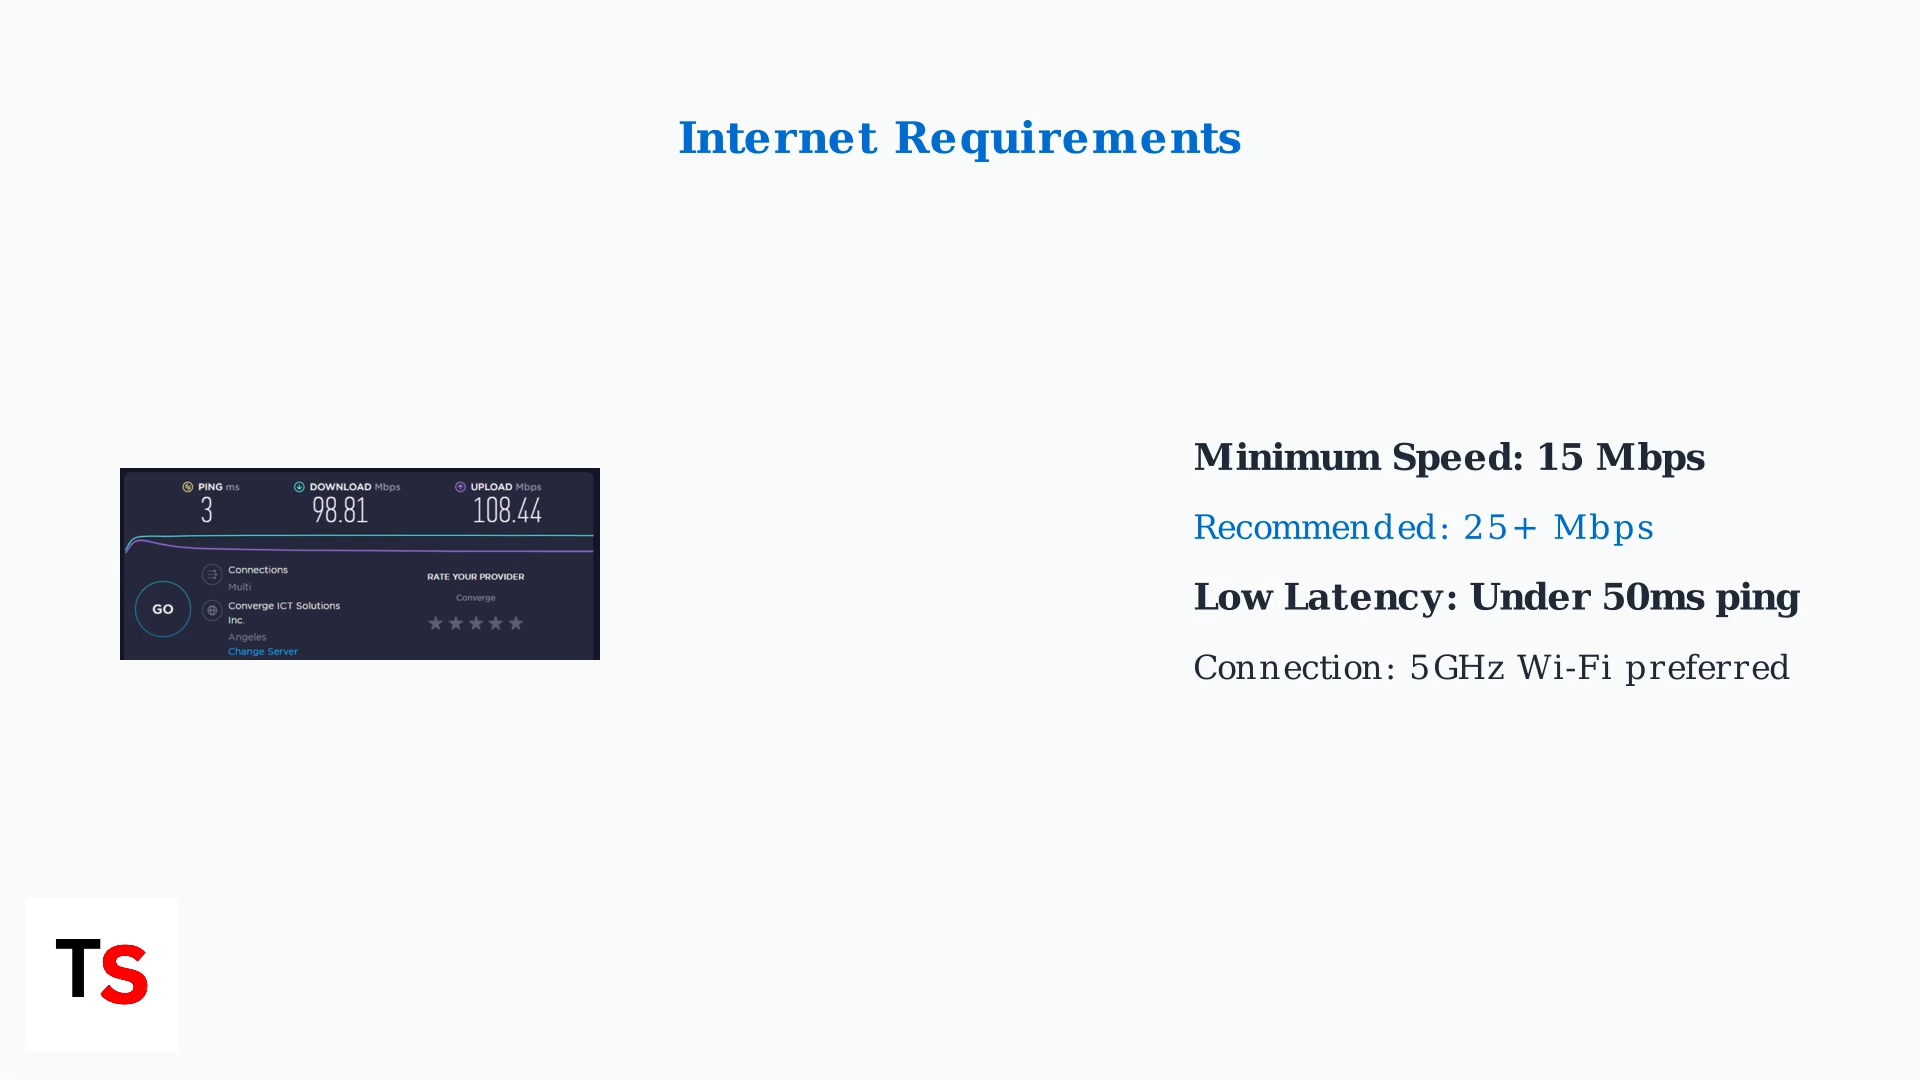 Internet Requirements
PING ms
DOWNLOAD Mbps
UPLOAD Mbps
3
98.81
108.44
Connections
Multi
GO
Converge ICT Solutions
Inc.
Angeles
Change Server
RATE YOUR PROVIDER
Converge
Minimum Speed: 15 Mbps
Recommended: 25+ Mbps
Low Latency: Under 50ms ping
Connection: 5GHz Wi-Fi preferred
TS